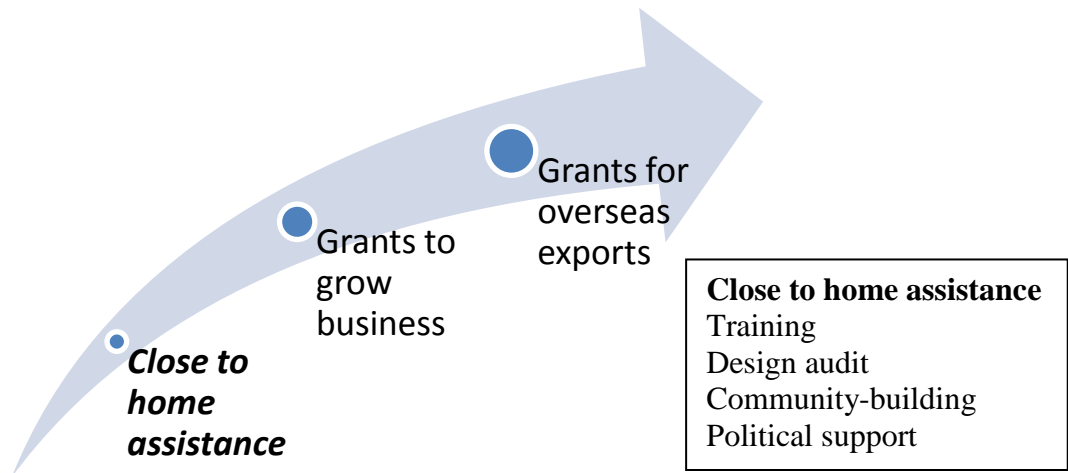 Close to
home
assistance
Grants to
grow
business
Grants for
overseas
exports
Close to home assistance
Training
Design audit
Community-building
Political support